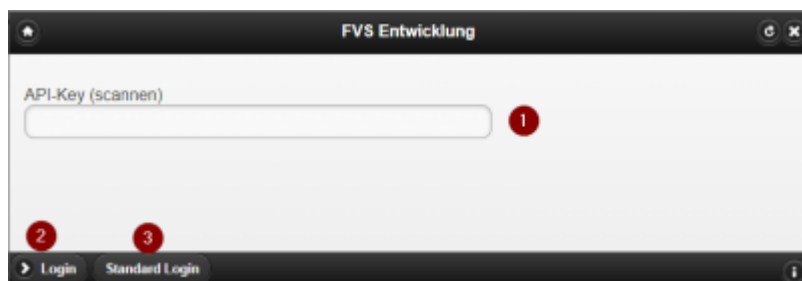 FVS Entwicklung
API-Key (scannen)
1
2
3
Login
Standard Login